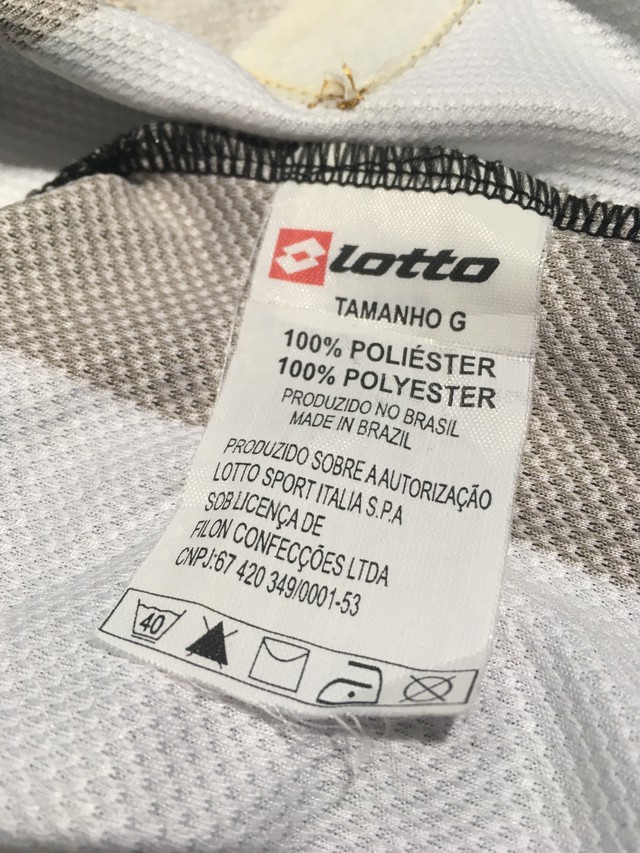 lotto
TAMANHO G
100% POLIÉSTER
100% POLYESTER
PRODUZIDO NO BRASIL
MADE IN BRAZIL
PRODUZIDO SOBRE A AUTORIZAÇÃO
LOTTO SPORT ITALIA S.P.A
SOB LICENÇA DE
FILON CONFECÇÕES LTDA
CNPJ:67 420 349/0001-53
40